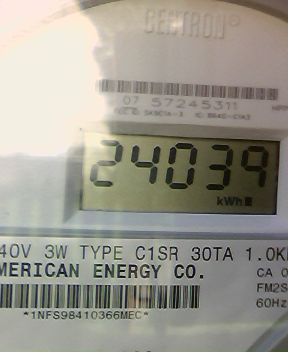 CECTRON®
07 57245311
24039
kWh
40V 3W TYPE C1SR 30TA 1.0K
MERICAN ENERGY CO.
CA 0
FM2S
*1NFS98410366MEC*
60Hz